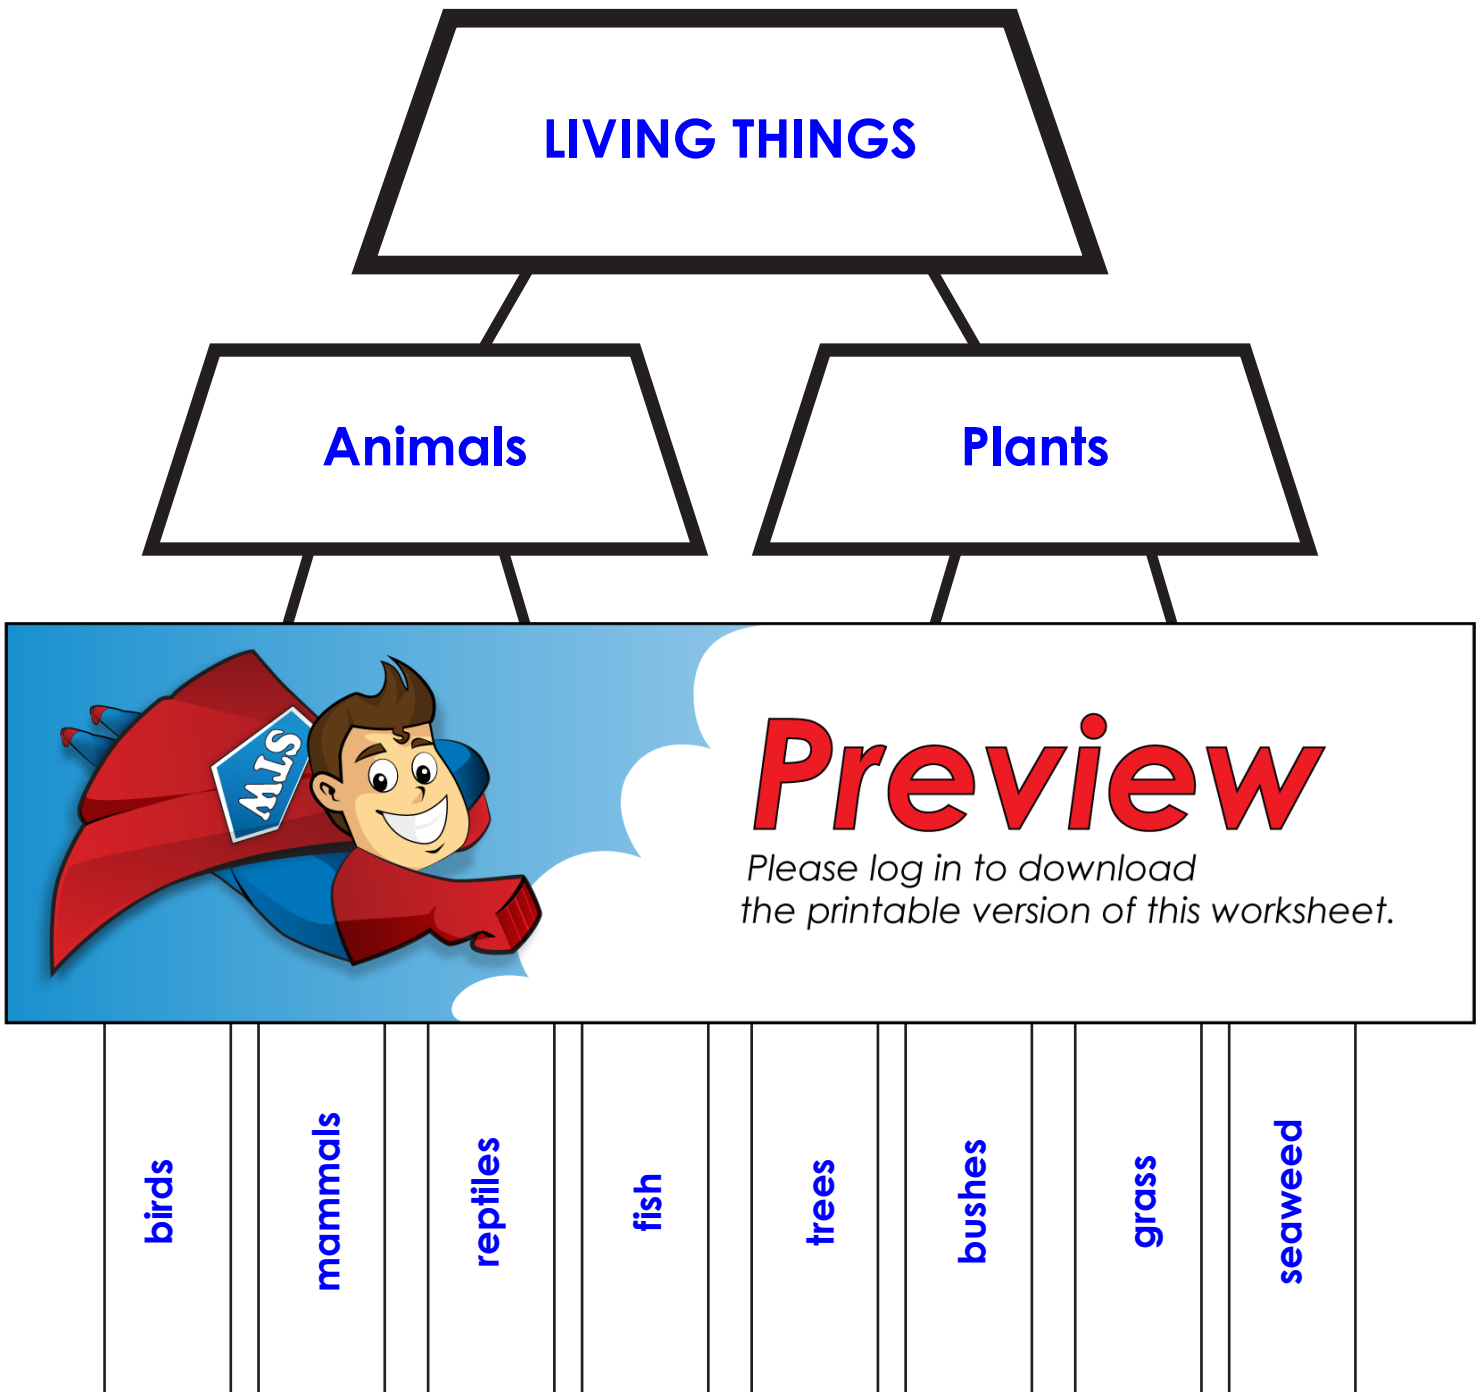 LIVING THINGS
Animals
Plants
STW
Preview
Please log in to download
the printable version of this worksheet.
birds
mammals
reptiles
fish
trees
bushes
grass
seaweed